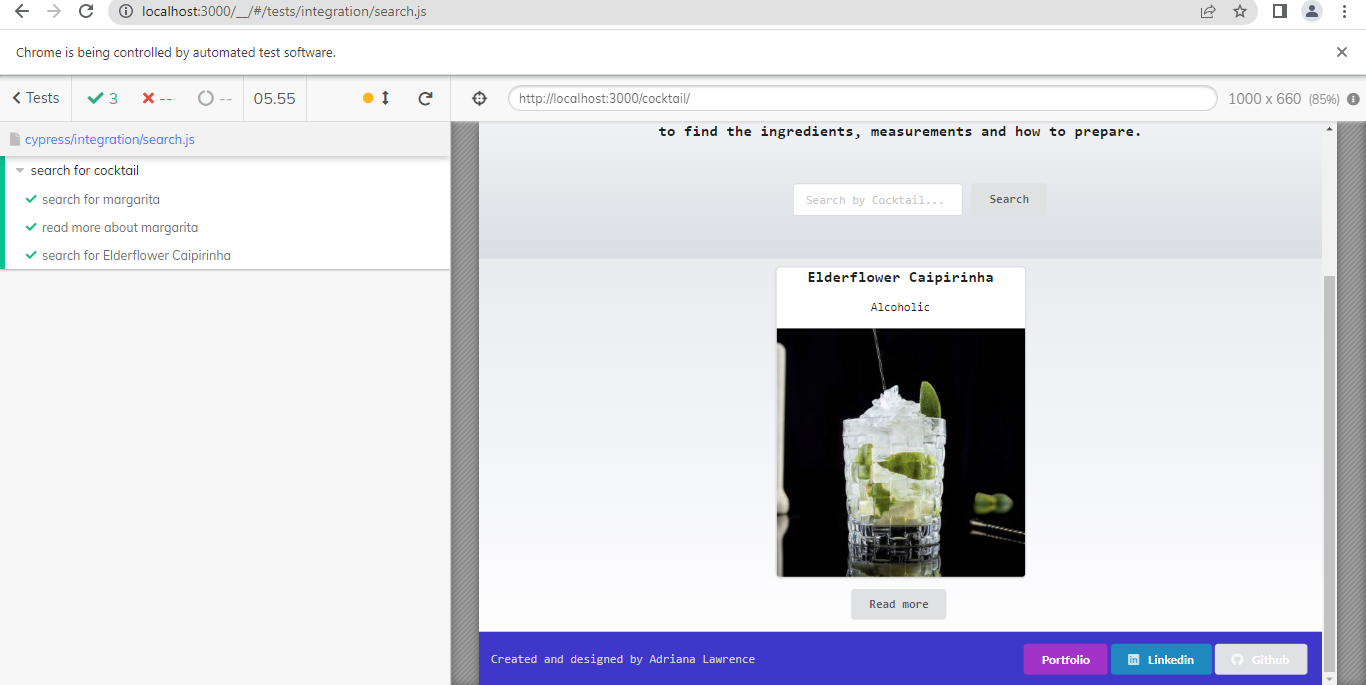 localhost:3000/__/#/tests/integration/search.js
Chrome is being controlled by automated test software.
Tests 3 -- -- 05.55
http://localhost:3000/cocktail/
1000 x 660 (85%)
cypress/integration/search.js
search for cocktail
search for margarita
read more about margarita
search for Elderflower Caipirinha
to find the ingredients, measurements and how to prepare.
Search by Cocktail... Search
Elderflower Caipirinha
Alcoholic
Read more
Created and designed by Adriana Lawrence
Portfolio Linkedin Github